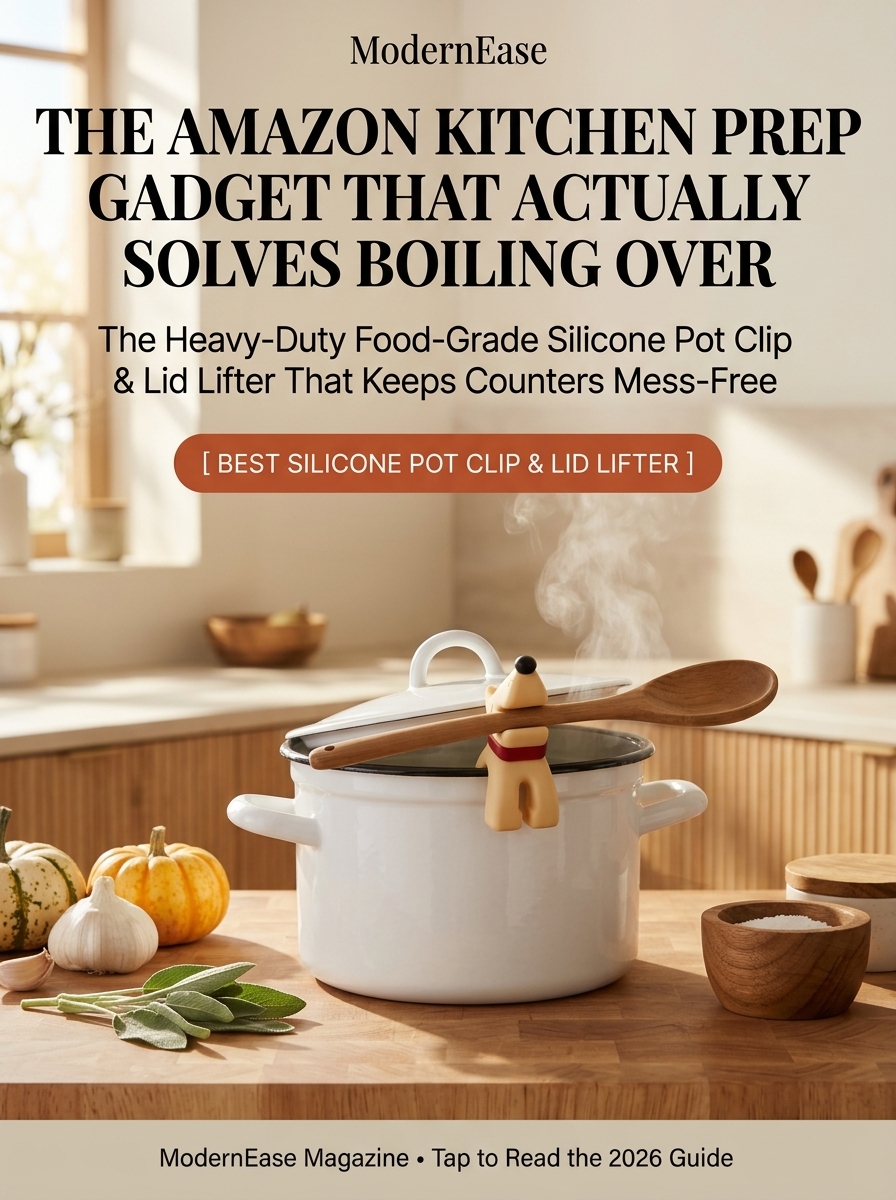 ModernEase
THE AMAZON KITCHEN PREP
GADGET THAT ACTUALLY
SOLVES BOILING OVER
The Heavy-Duty Food-Grade Silicone Pot Clip
& Lid Lifter That Keeps Counters Mess-Free
[ BEST SILICONE POT CLIP & LID LIFTER ]
ModernEase Magazine • Tap to Read the 2026 Guide